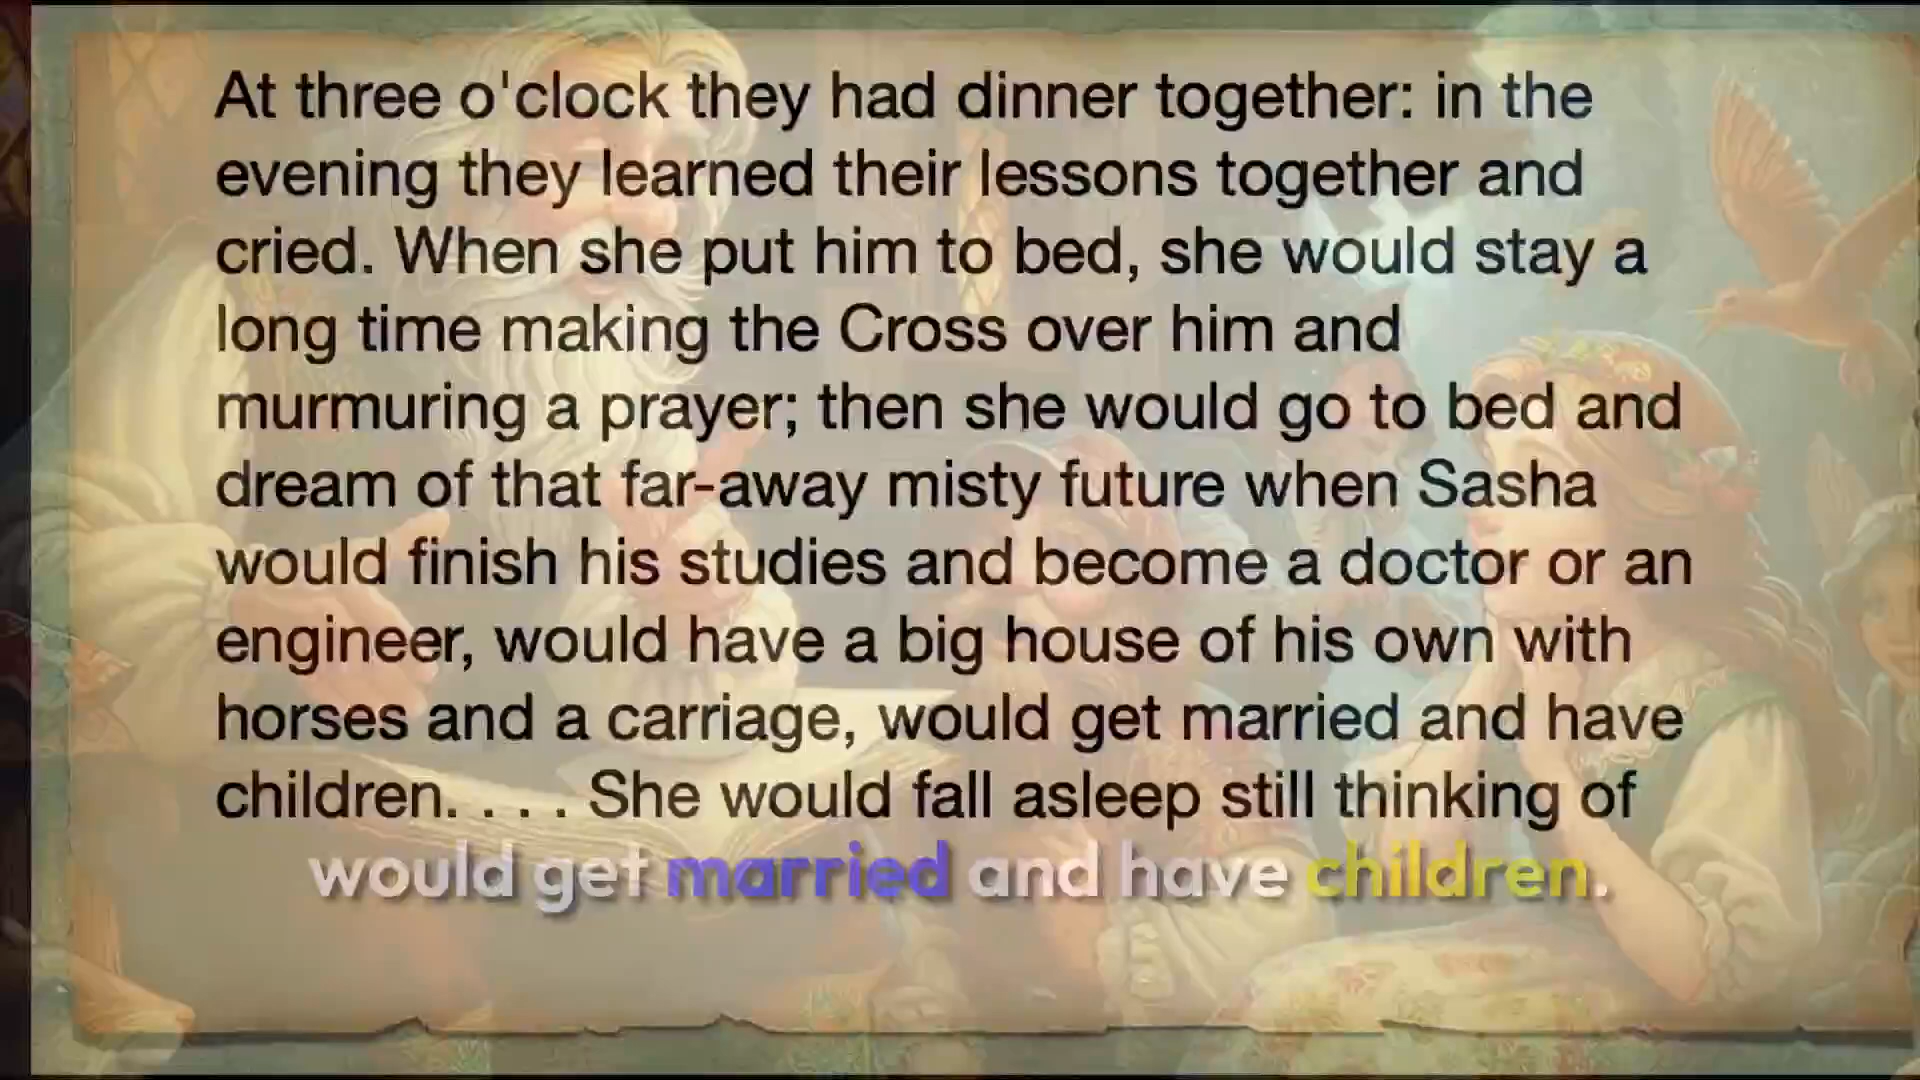 At three o'clock they had dinner together: in the
evening they learned their lessons together and
cried. When she put him to bed, she would stay a
long time making the Cross over him and
murmuring a prayer; then she would go to bed and
dream of that far-away misty future when Sasha
would finish his studies and become a doctor or an
engineer, would have a big house of his own with
horses and a carriage, would get married and have
children. . . . She would fall asleep still thinking of
would get married and have children.